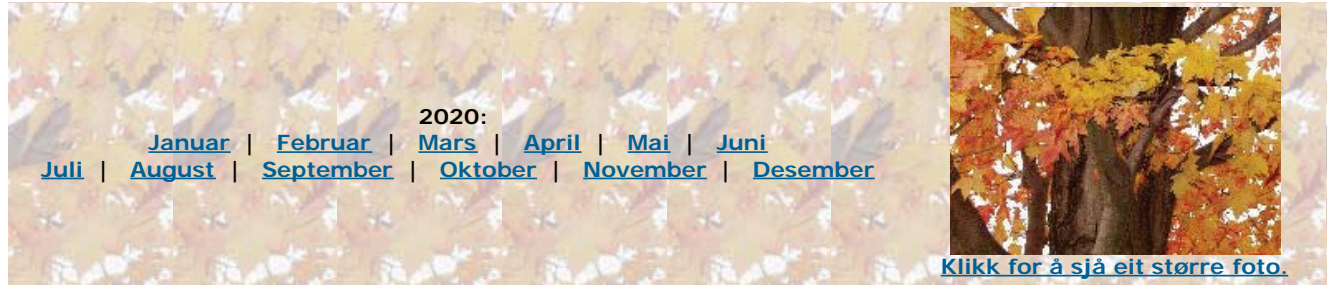 2020:
Januar | Februar | Mars | April | Mai | Juni
Juli | August | September | Oktober | November | Desember
Klikk for å sjå eit større foto.